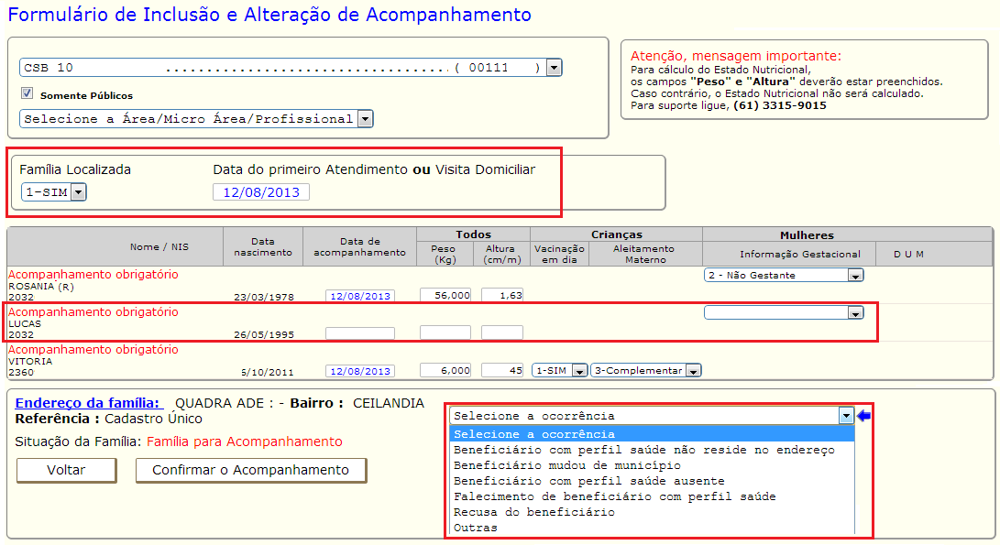 Formulário de Inclusão e Alteração de Acompanhamento
CSB 10 ................................... ( 00111 )
Somente Públicos
Selecione a Área/Micro Área/Profissional
Atenção, mensagem importante:
Para cálculo do Estado Nutricional,
os campos "Peso" e "Altura" deverão estar preenchidos.
Caso contrário, o Estado Nutricional não será calculado.
Para suporte ligue, (61) 3315-9015
Família Localizada
Data do primeiro Atendimento ou Visita Domiciliar
1-SIM
12/08/2013
Todos Crianças Mulheres
Nome / NIS
Data nascimento
Data de acompanhamento
Peso (Kg)
Altura (cm/m)
Vacinação em dia
Aleitamento Materno
Informação Gestacional
D U M
Acompanhamento obrigatório
2 - Não Gestante
ROSANIA (R)
2032 23/03/1978 12/08/2013 56,000 1,63
Acompanhamento obrigatório
LUCAS
2032 26/05/1995
Acompanhamento obrigatório
VITORIA
2360 6/10/2011 12/08/2013 6,000 45 1-SIM 3-Complementar
Endereço da família: QUADRA ADE : - Bairro : CEILANDIA
Referência : Cadastro Único
Situação da Família: Família para Acompanhamento
Voltar
Confirmar o Acompanhamento
Selecione a ocorrência
Selecione a ocorrência
Beneficiário com perfil saúde não reside no endereço
Beneficiário mudou de município
Beneficiário com perfil saúde ausente
Falecimento de beneficiário com perfil saúde
Recusa do beneficiário
Outras